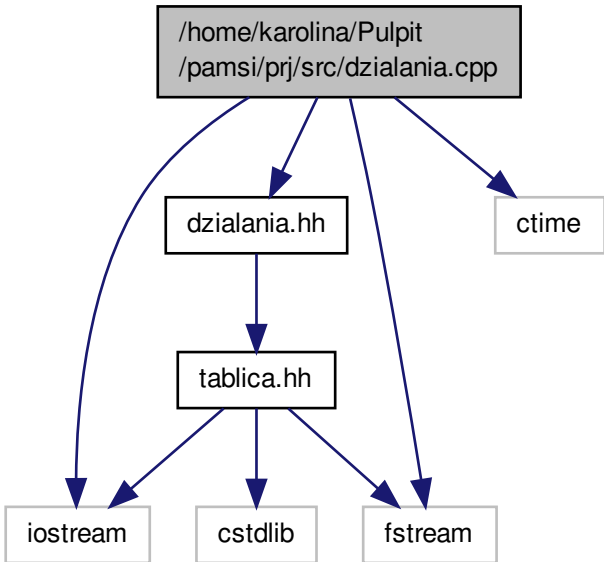 /home/karolina/Pulpit
/pamsi/prj/src/dzialania.cpp
dzialania.hh
ctime
tablica.hh
iostream
cstdlib
fstream